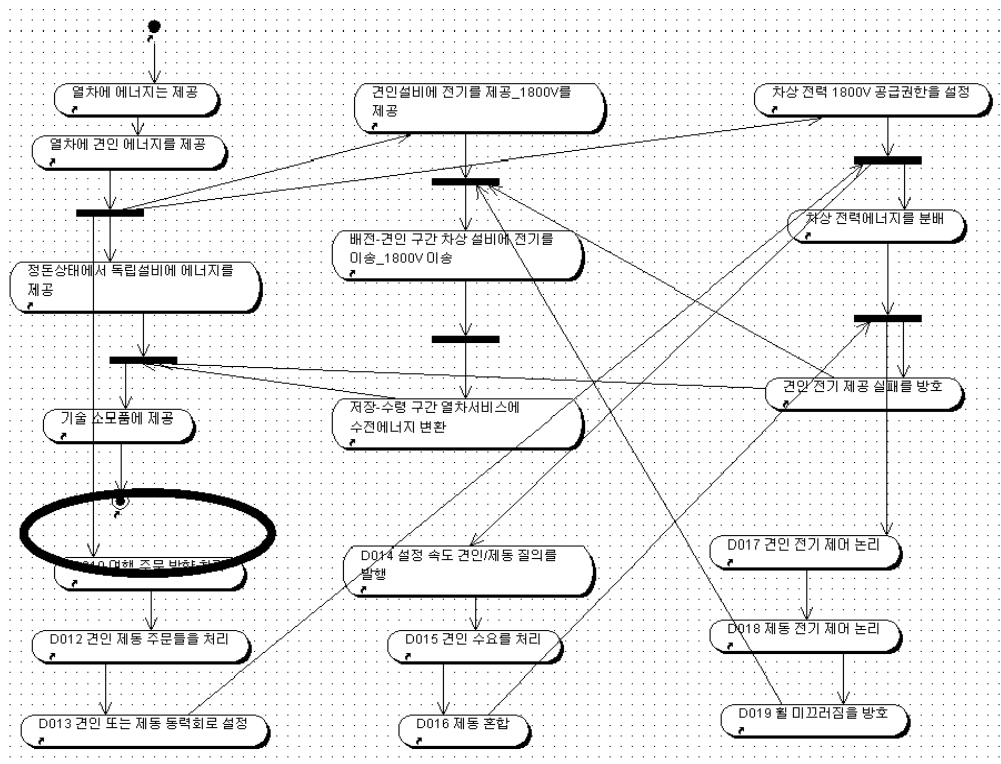 열차에 에너지는 제공
견인설비에 전기를 제공_1800V를
제공
차상 전력 1800V 공급권한을 설정
열차에 견인 에너지를 제공
차상 전력에너지를 분배
배전-견인 구간 차상 설비에 전기를
이송_1800V 이송
정돈상태에서 독립설비에 에너지를
제공
견인 전기 제공 실패를 방호
저장-수령 구간 열차서비스에
수전에너지 변환
기술 소모품에 제공
D014 설정 속도 견인/제동 질의를
발행
D017 견인 전기 제어 논리
여행 주문 방향
D012 견인 제동 주문들을 처리
D015 견인 수요를 처리
D018 제동 전기 제어 논리
D013 견인 또는 제동 동력회로 설정
D016 제동 혼합
D019 휠 미끄러짐을 방호